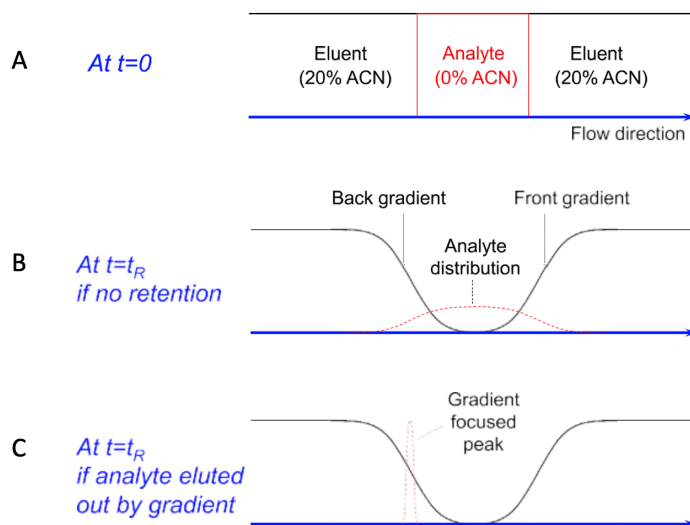 A
At t=0
Eluent
(20% ACN)
Analyte
(0% ACN)
Eluent
(20% ACN)
Flow direction
B
At t=tR
if no retention
Back gradient
Front gradient
Analyte
distribution
C
At t=tR
if analyte eluted
out by gradient
Gradient
focused
peak